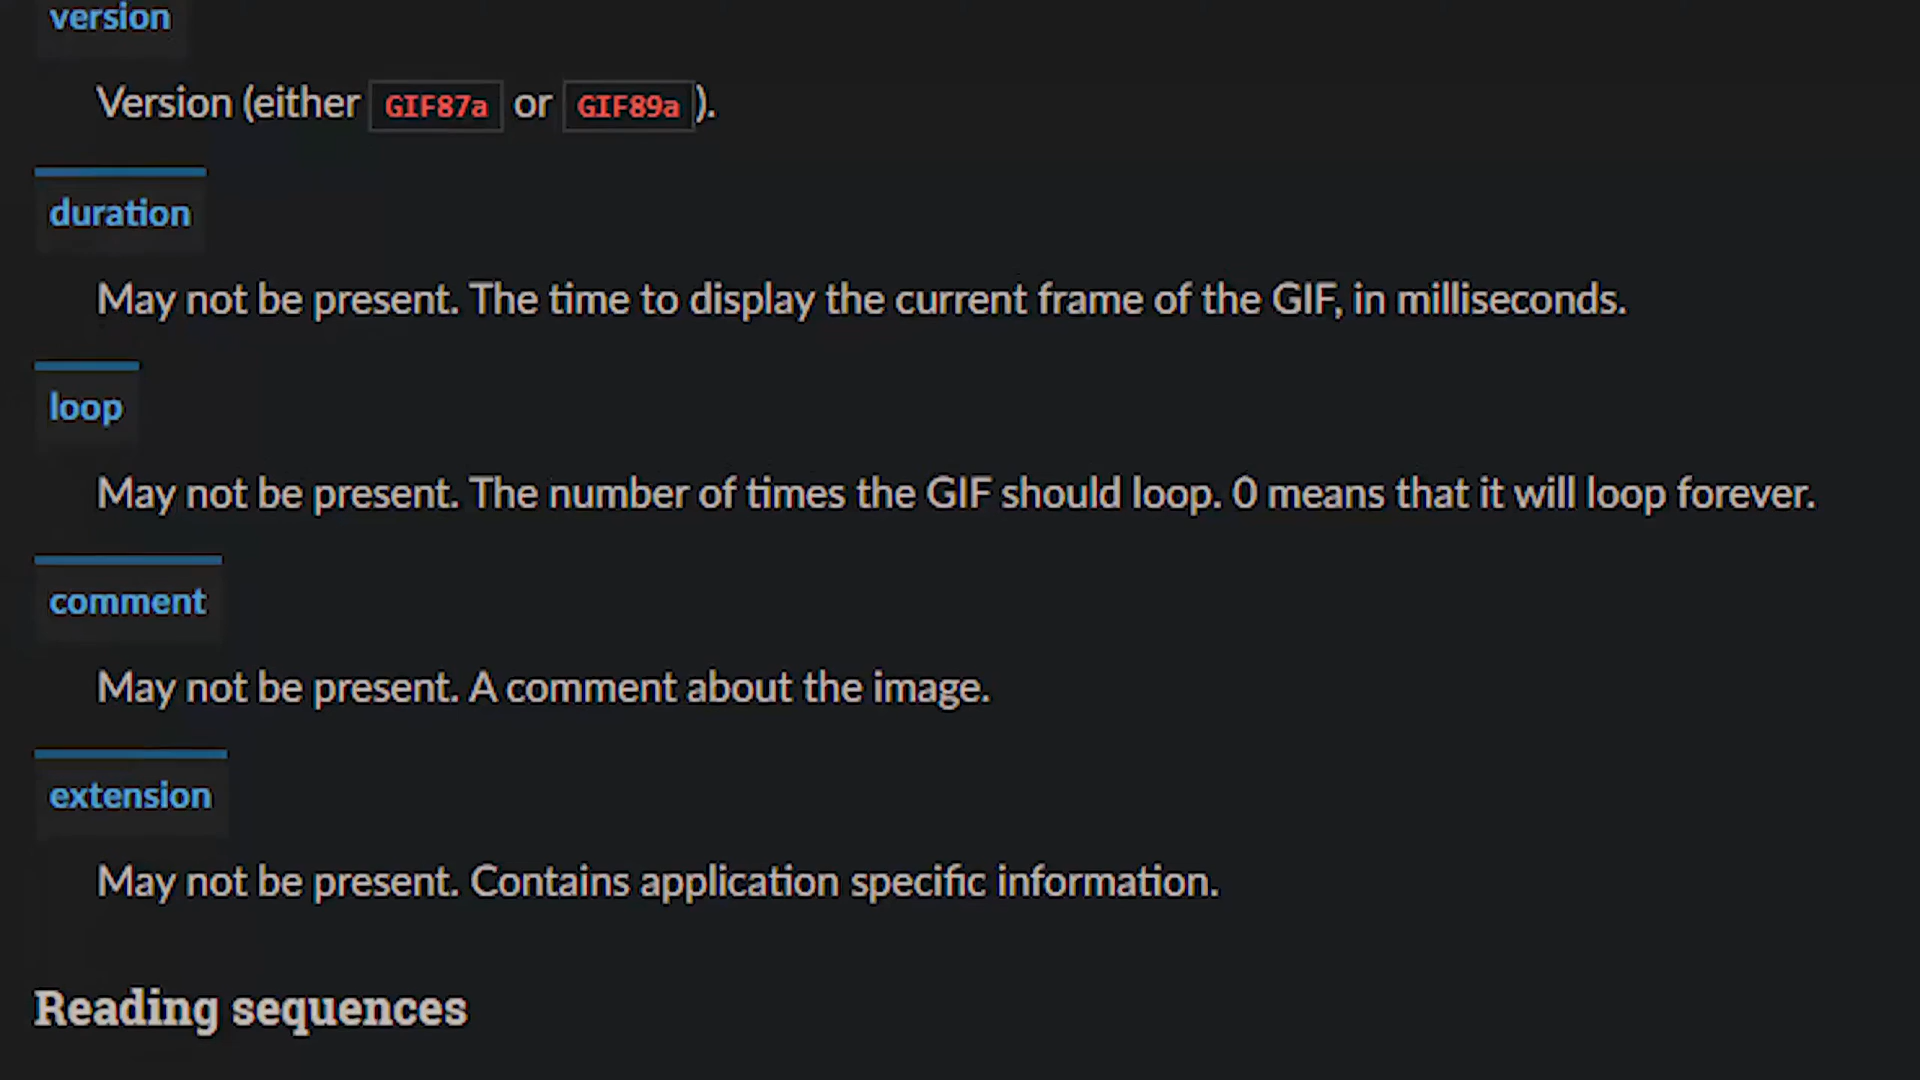 version
Version (either GIF87a or GIF89a).
duration
May not be present. The time to display the current frame of the GIF, in milliseconds.
loop
May not be present. The number of times the GIF should loop. 0 means that it will loop forever.
comment
May not be present. A comment about the image.
extension
May not be present. Contains application specific information.
Reading sequences